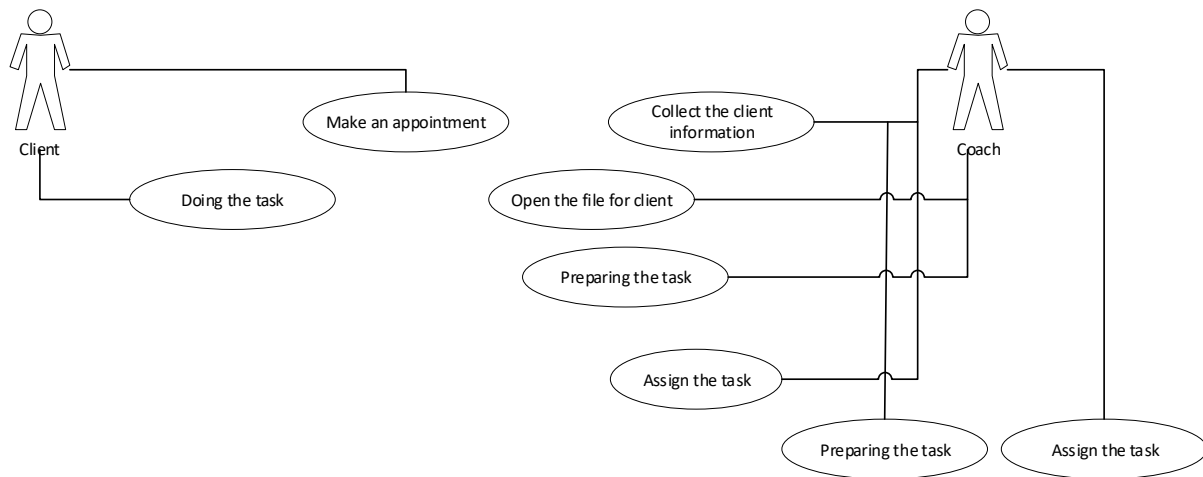 Client
Make an appointment
Doing the task
Collect the client
information
Coach
Open the file for client
Preparing the task
Assign the task
Preparing the task
Assign the task